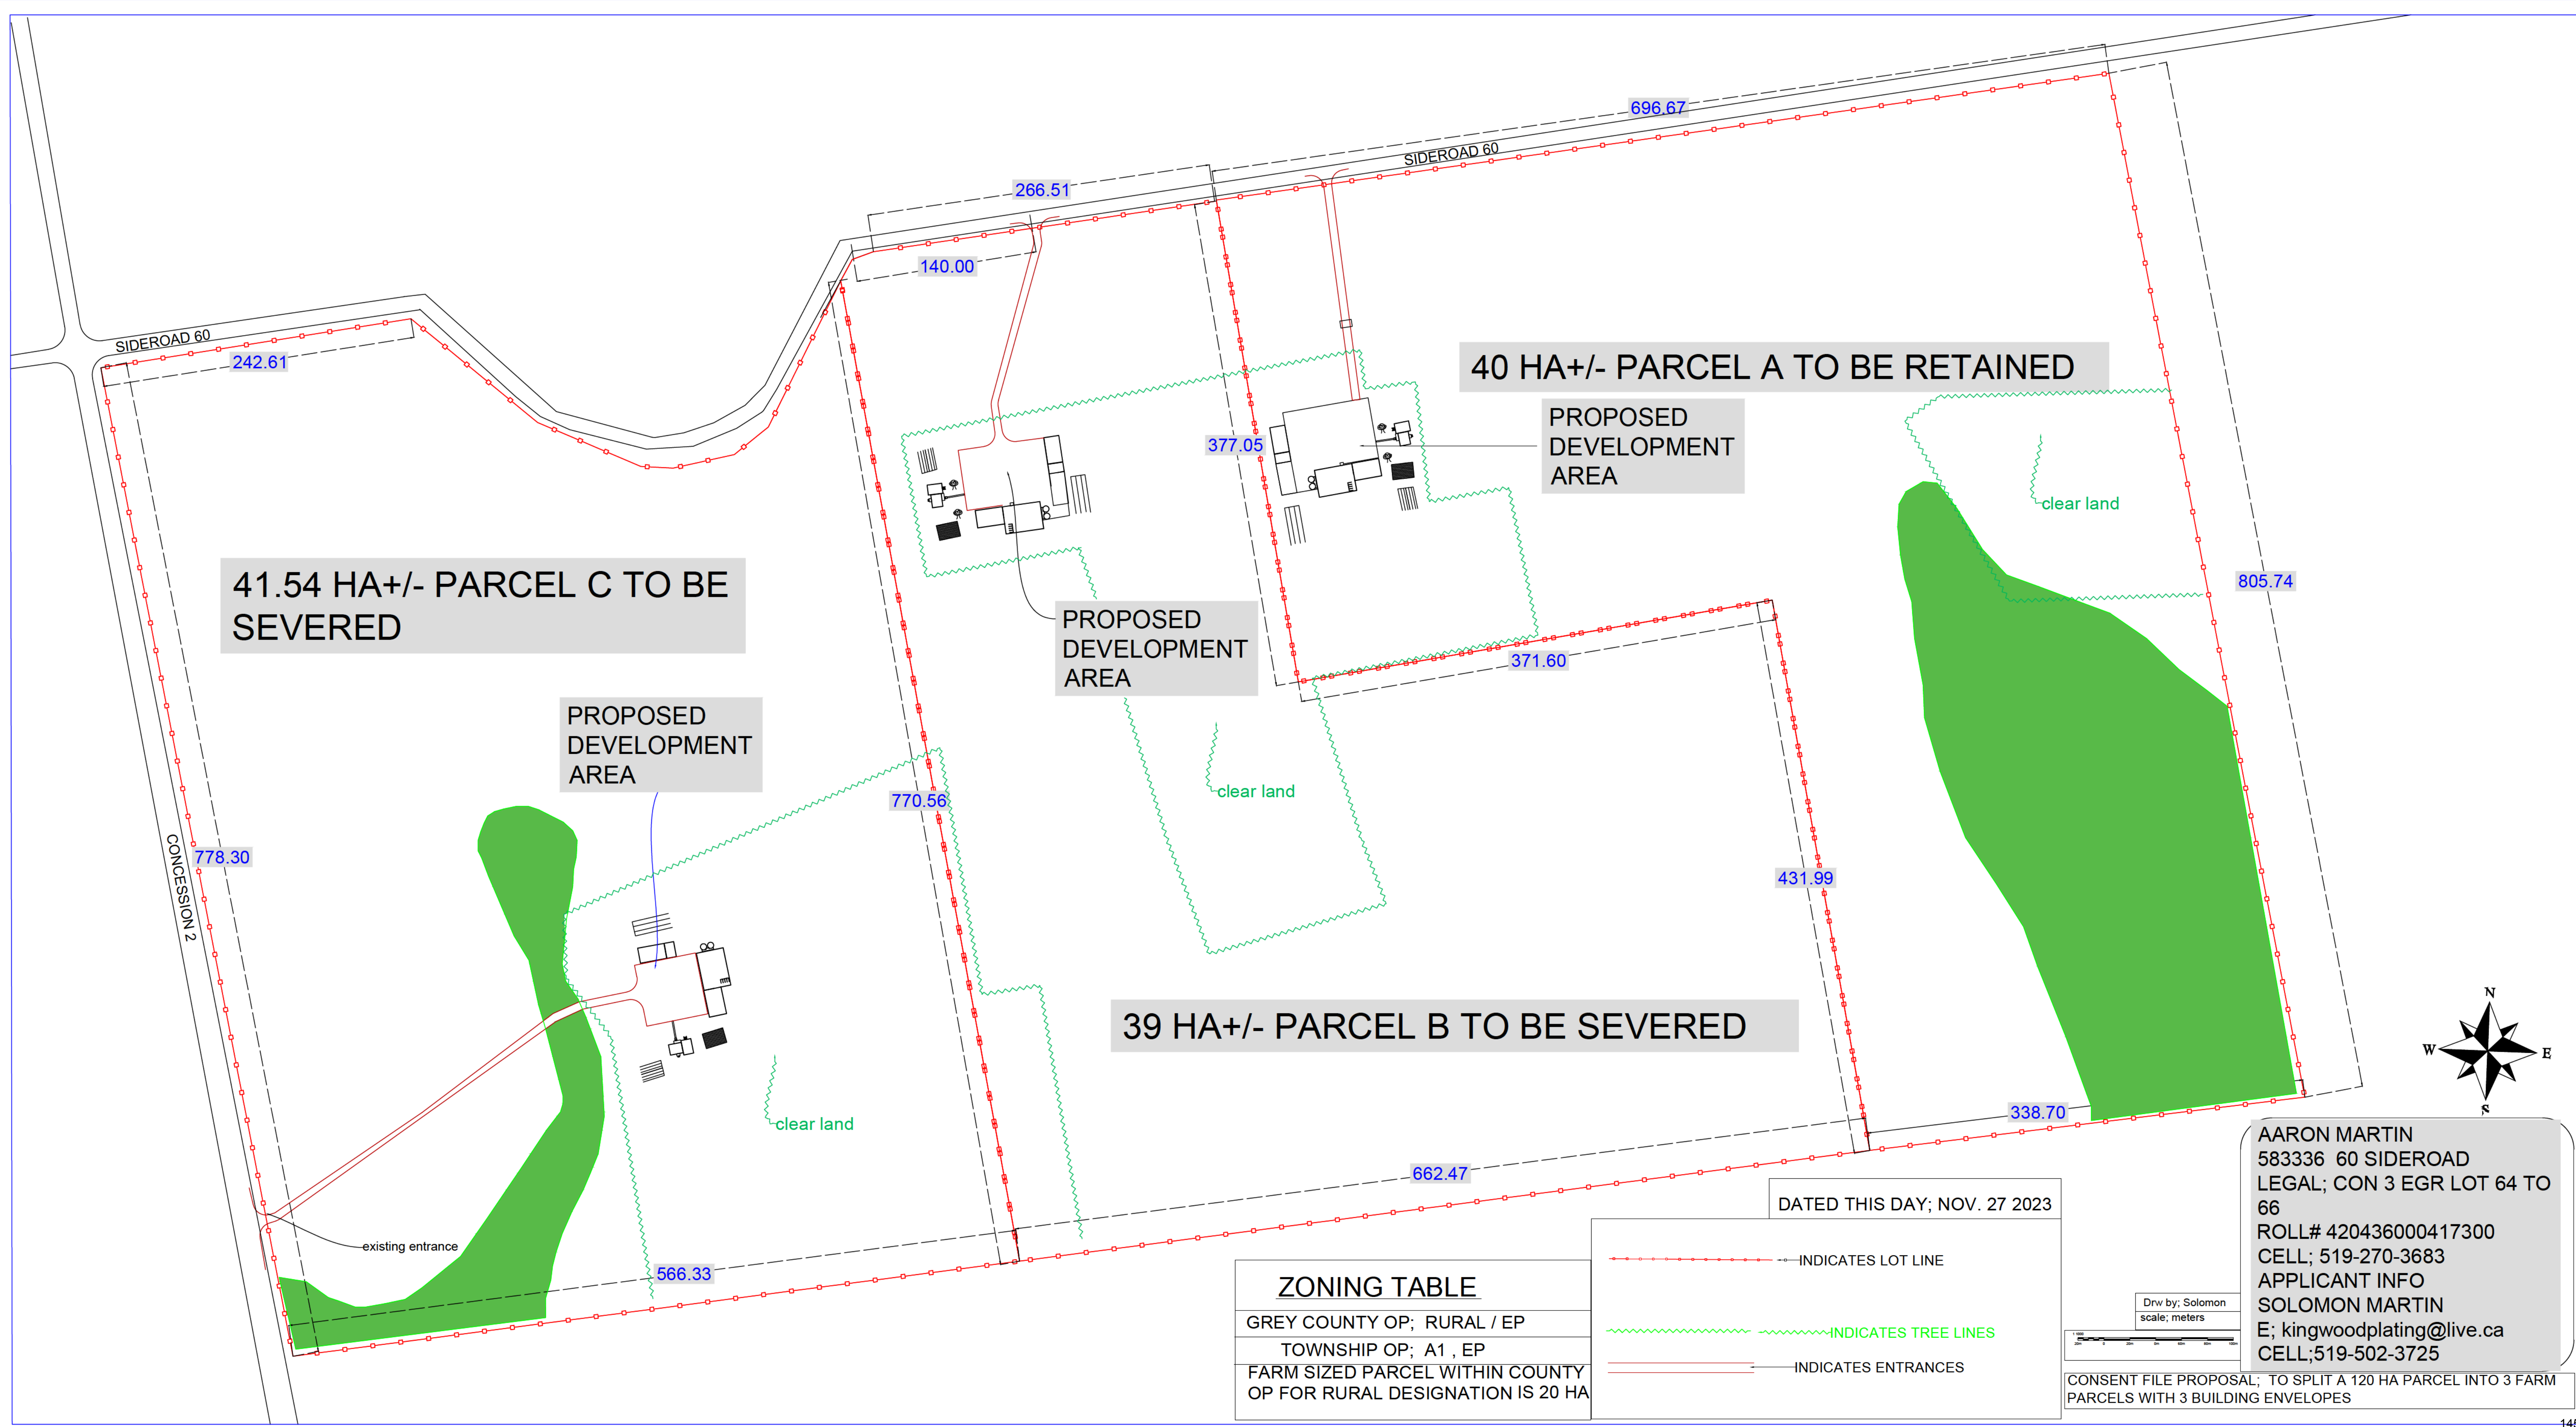 696.67
SIDEROAD 60
266.51
140.00
SIDEROAD 60
242.61
40 HA+/- PARCEL A TO BE RETAINED
PROPOSED
DEVELOPMENT
AREA
377.05
clear land
805.74
41.54 HA+/- PARCEL C TO BE
SEVERED
PROPOSED
DEVELOPMENT
AREA
371.60
PROPOSED
DEVELOPMENT
AREA
clear land
770.56
778.30
CONCESSION 2
431.99
39 HA+/- PARCEL B TO BE SEVERED
clear land
338.70
662.47
existing entrance
566.33
N
W
E
S
AARON MARTIN
583336 60 SIDEROAD
LEGAL; CON 3 EGR LOT 64 TO
66
ROLL# 420436000417300
CELL; 519-270-3683
APPLICANT INFO
SOLOMON MARTIN
E; kingwoodplating@live.ca
CELL;519-502-3725
DATED THIS DAY; NOV. 27 2023
INDICATES LOT LINE
INDICATES TREE LINES
INDICATES ENTRANCES
ZONING TABLE
GREY COUNTY OP; RURAL / EP
TOWNSHIP OP; A1 , EP
FARM SIZED PARCEL WITHIN COUNTY
OP FOR RURAL DESIGNATION IS 20 HA
Drw by; Solomon
scale; meters
CONSENT FILE PROPOSAL; TO SPLIT A 120 HA PARCEL INTO 3 FARM
PARCELS WITH 3 BUILDING ENVELOPES